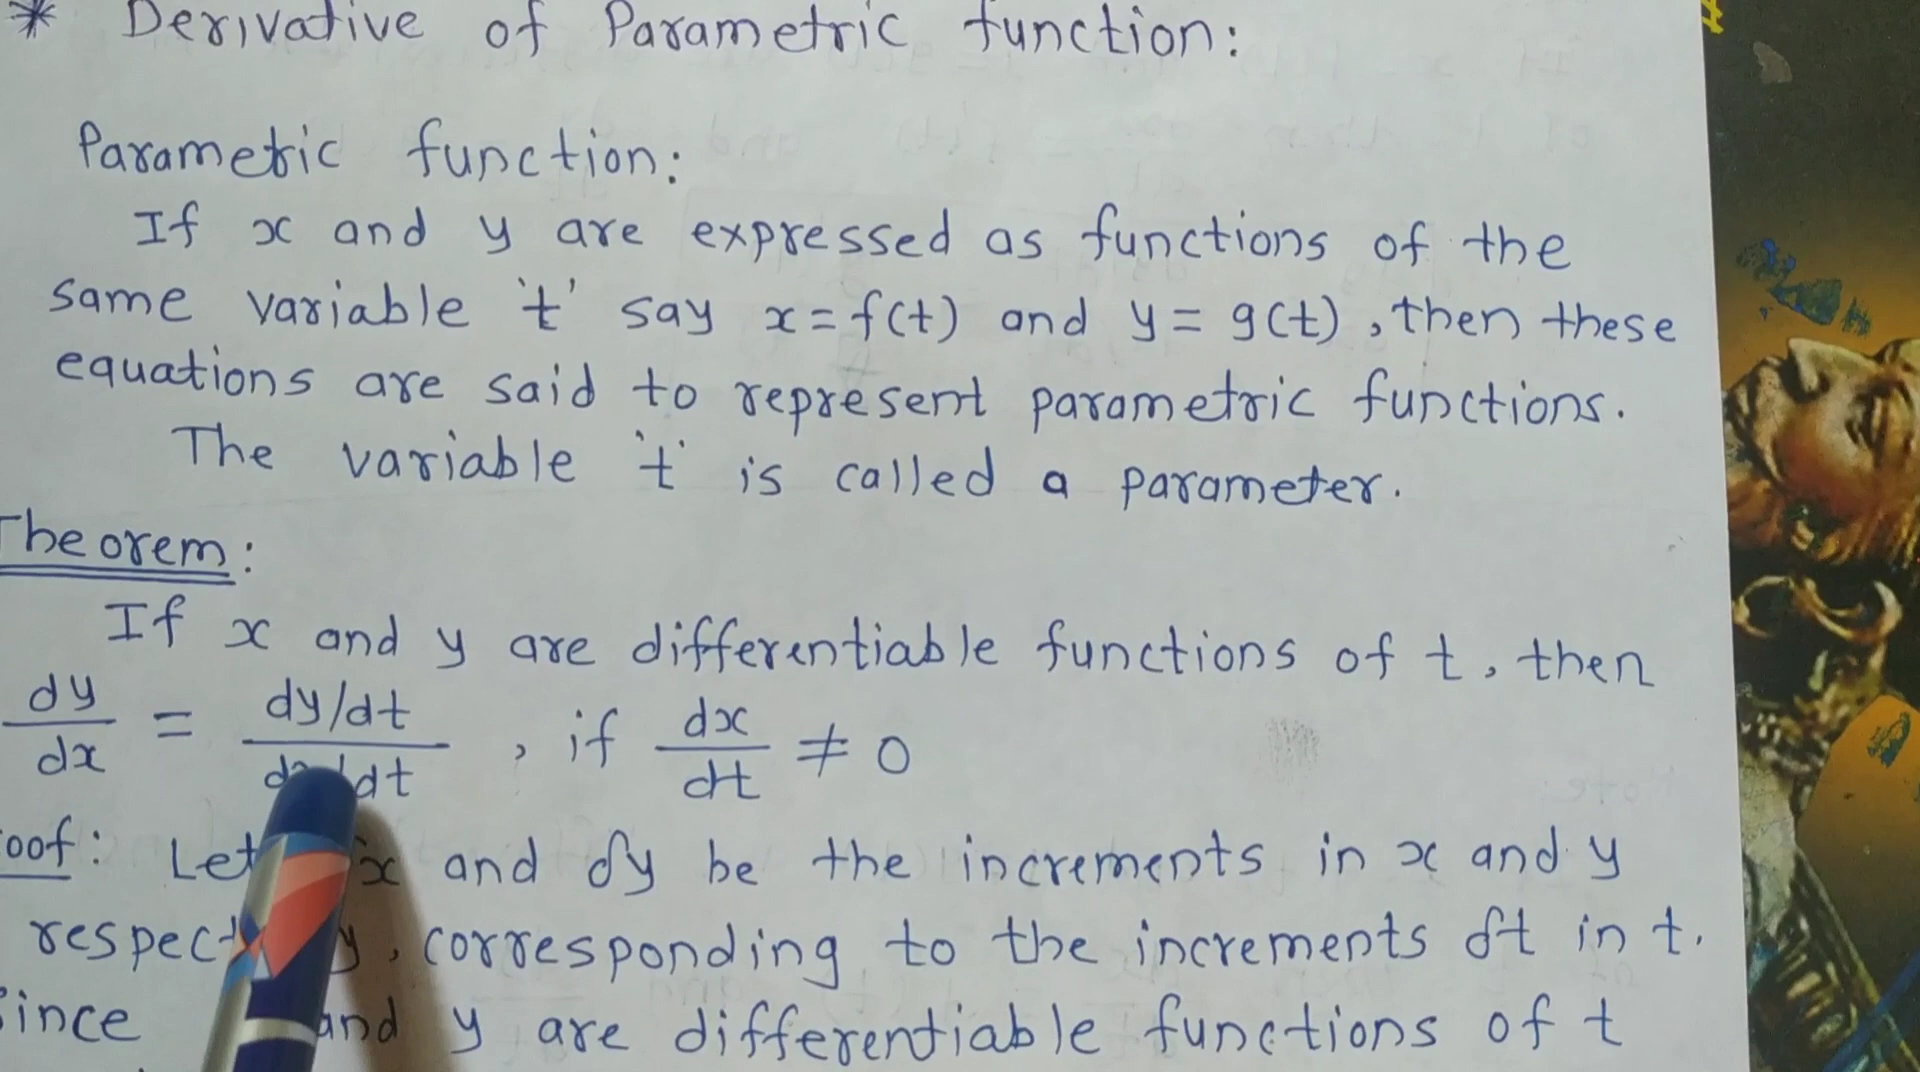 * Derivative of Parametric function:
Parametric function:
If x and y are expressed as functions of the
same variable 't' say x = f(t) and y = g(t), then these
equations are said to represent parametric functions.
The variable 't' is called a parameter.
Theorem:
If x and y are differentiable functions of t, then
dy/dx = (dy/dt)/(dx/dt), if dx/dt ≠ 0
oof: Let x and δy be the increments in x and y
corresponding to the increments δt in t.
Since and y are differentiable functions of t